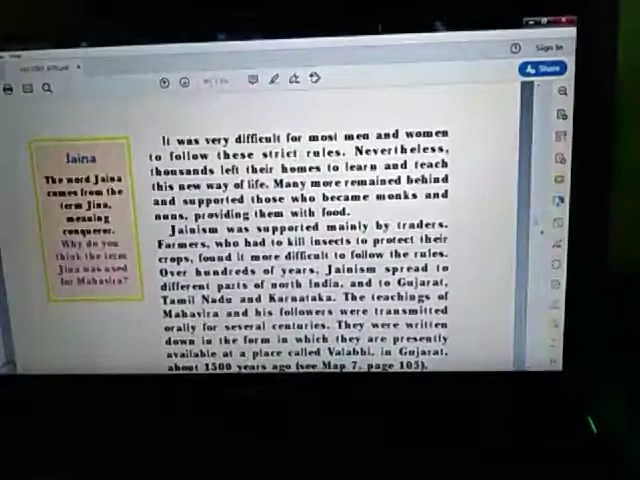 Sign In
Share
Jaina
The word Jaina
comes from the
term Jina,
meaning
conqueror.
Why do you
think the term
Jina was used
for Mahavira?
It was very difficult for most men and women
to follow these strict rules. Nevertheless,
thousands left their homes to learn and teach
this new way of life. Many more remained behind
and supported those who became monks and
nuns, providing them with food.
Jainism was supported mainly by traders.
Farmers, who had to kill insects to protect their
crops, found it more difficult to follow the rules.
Over hundreds of years, Jainism spread to
different parts of north India, and to Gujarat,
Tamil Nadu and Karnataka. The teachings of
Mahavira and his followers were transmitted
orally for several centuries. They were written
down in the form in which they are presently
available at a place called Valabhi, in Gujarat,
about 1500 years ago (see Map 7, page 105).